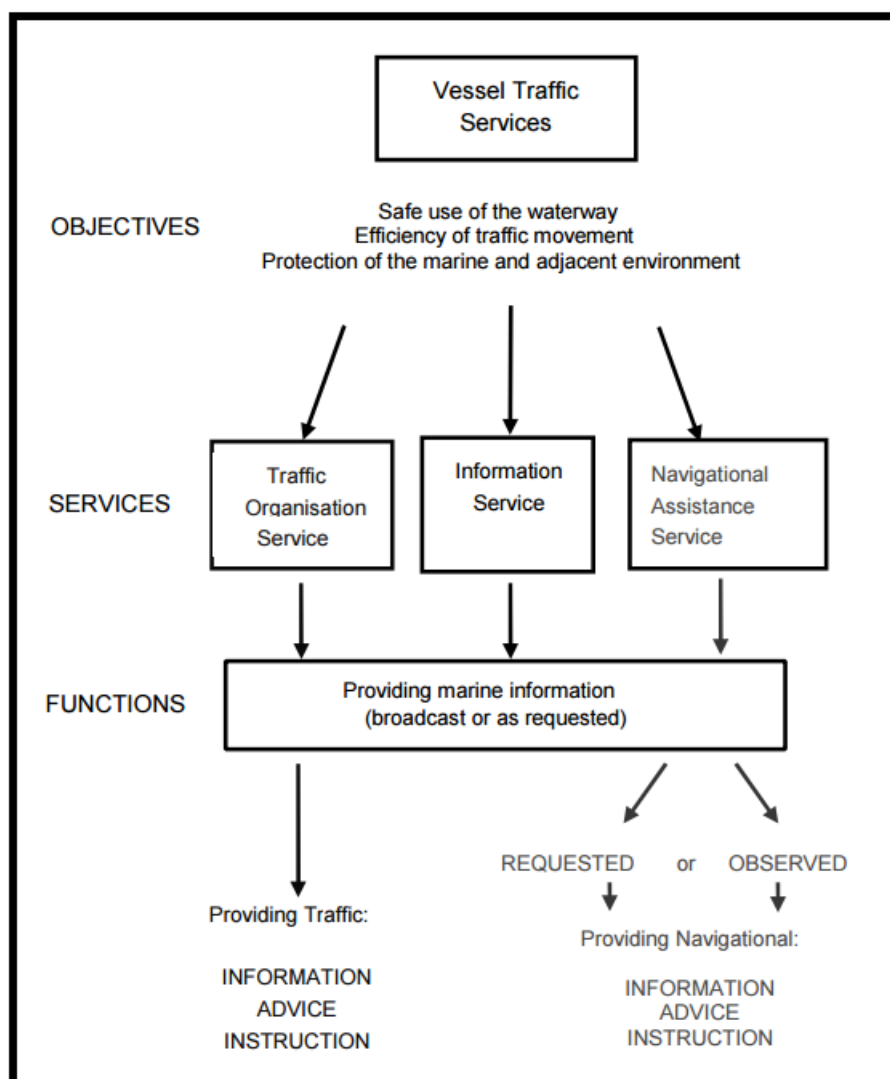 Vessel Traffic
Services
OBJECTIVES
Safe use of the waterway
Efficiency of traffic movement
Protection of the marine and adjacent environment
SERVICES
Traffic
Organisation
Service
Information
Service
Navigational
Assistance
Service
FUNCTIONS
Providing marine information
(broadcast or as requested)
REQUESTED or OBSERVED
Providing Traffic:
INFORMATION
ADVICE
INSTRUCTION
Providing Navigational:
INFORMATION
ADVICE
INSTRUCTION